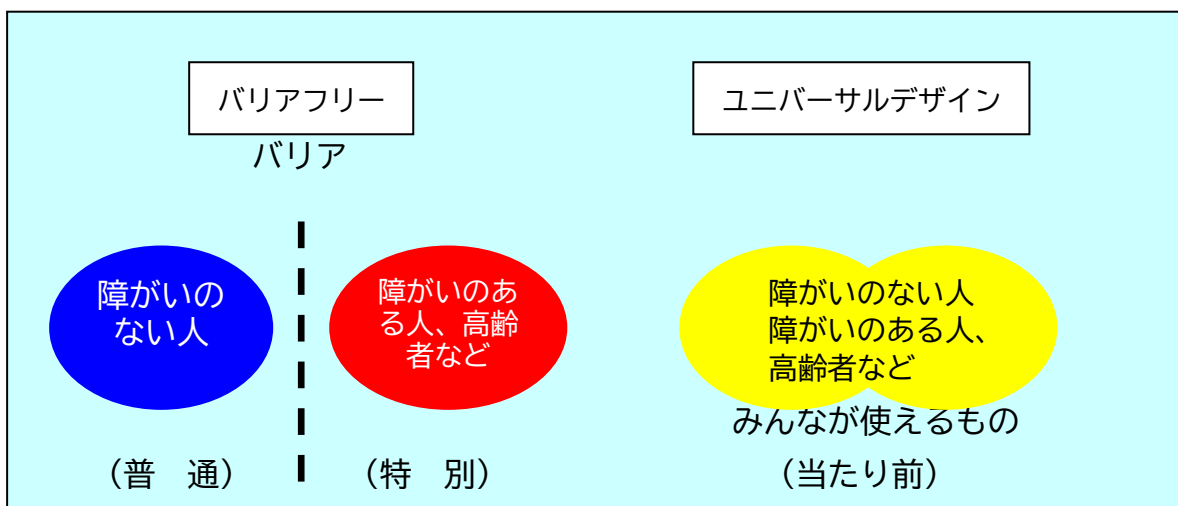 バリアフリー
バリア
障がいの
ない人
障がいのあ
る人、高齢
者など
(普　通)
(特　別)
ユニバーサルデザイン
障がいのない人
障がいのある人、
高齢者など
みんなが使えるもの
(当たり前)